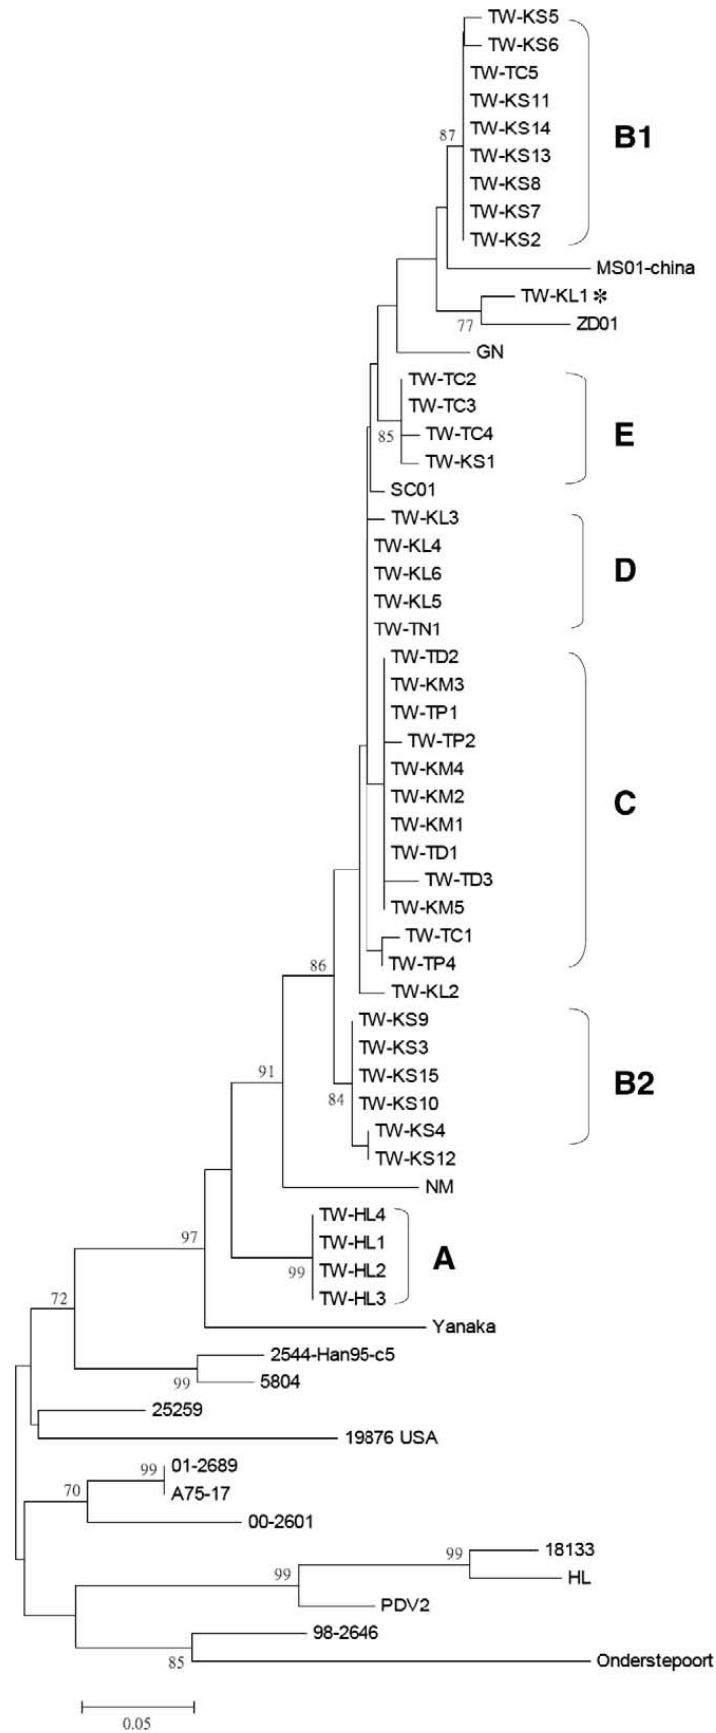 TW-KS5
TW-KS6
TW-TC5
TW-KS11
TW-KS14
87
B1
TW-KS13
TW-KS8
TW-KS7
TW-KS2
MS01-china
TW-KL1 *
77
ZD01
GN
TW-TC2
TW-TC3
85
TW-TC4
E
TW-KS1
SC01
TW-KL3
TW-KL4
TW-KL6
D
TW-KL5
TW-TN1
TW-TD2
TW-KM3
TW-TP1
TW-TP2
TW-KM4
TW-KM2
C
TW-KM1
TW-TD1
TW-TD3
TW-KM5
TW-TC1
86
TW-TP4
TW-KL2
TW-KS9
TW-KS3
91
TW-KS15
B2
84
TW-KS10
TW-KS4
TW-KS12
NM
TW-HL4
97
TW-HL1
A
99
TW-HL2
TW-HL3
72
Yanaka
2544-Han95-c5
99
5804
25259
19876 USA
99
01-2689
70
A75-17
00-2601
99
18133
99
HL
PDV2
98-2646
85
Onderstepoort
0.05